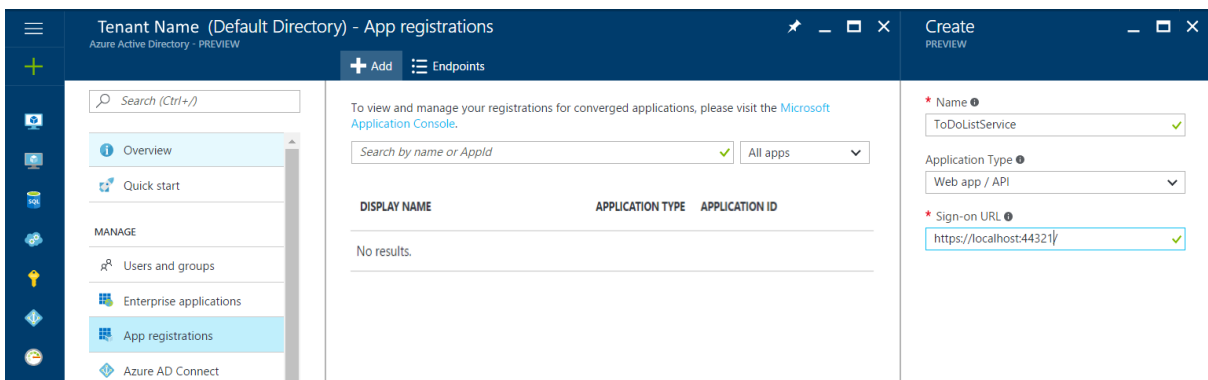 Tenant Name (Default Directory) - App registrations
Azure Active Directory - PREVIEW
Add
Endpoints
Search (Ctrl+/)
Overview
Quick start
MANAGE
Users and groups
Enterprise applications
App registrations
Azure AD Connect
To view and manage your registrations for converged applications, please visit the Microsoft
Application Console.
Search by name or AppId
All apps
DISPLAY NAME APPLICATION TYPE APPLICATION ID
No results.
Create
PREVIEW
* Name
ToDoListService
Application Type
Web app / API
* Sign-on URL
https://localhost:44321/
SQL